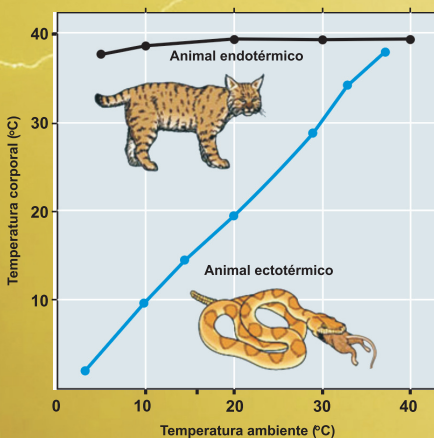 40
30
20
10
Temperatura corporal (ºC)
Animal endotérmico
Animal ectotérmico
0 10 20 30 40
Temperatura ambiente (ºC)